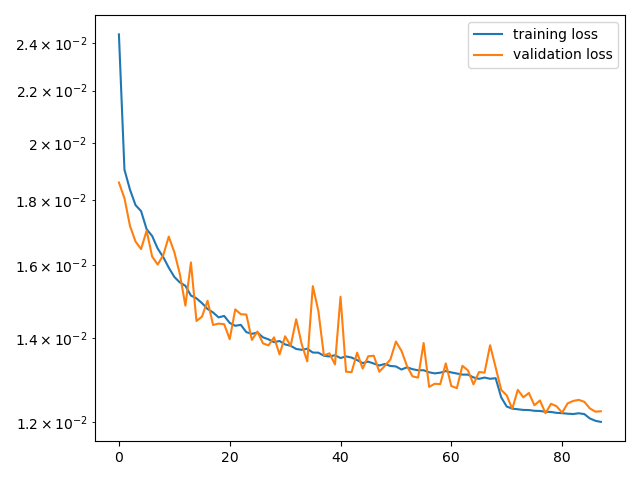 training loss
validation loss
2.4 × 10⁻²
2.2 × 10⁻²
2 × 10⁻²
1.8 × 10⁻²
1.6 × 10⁻²
1.4 × 10⁻²
1.2 × 10⁻²
0 20 40 60 80